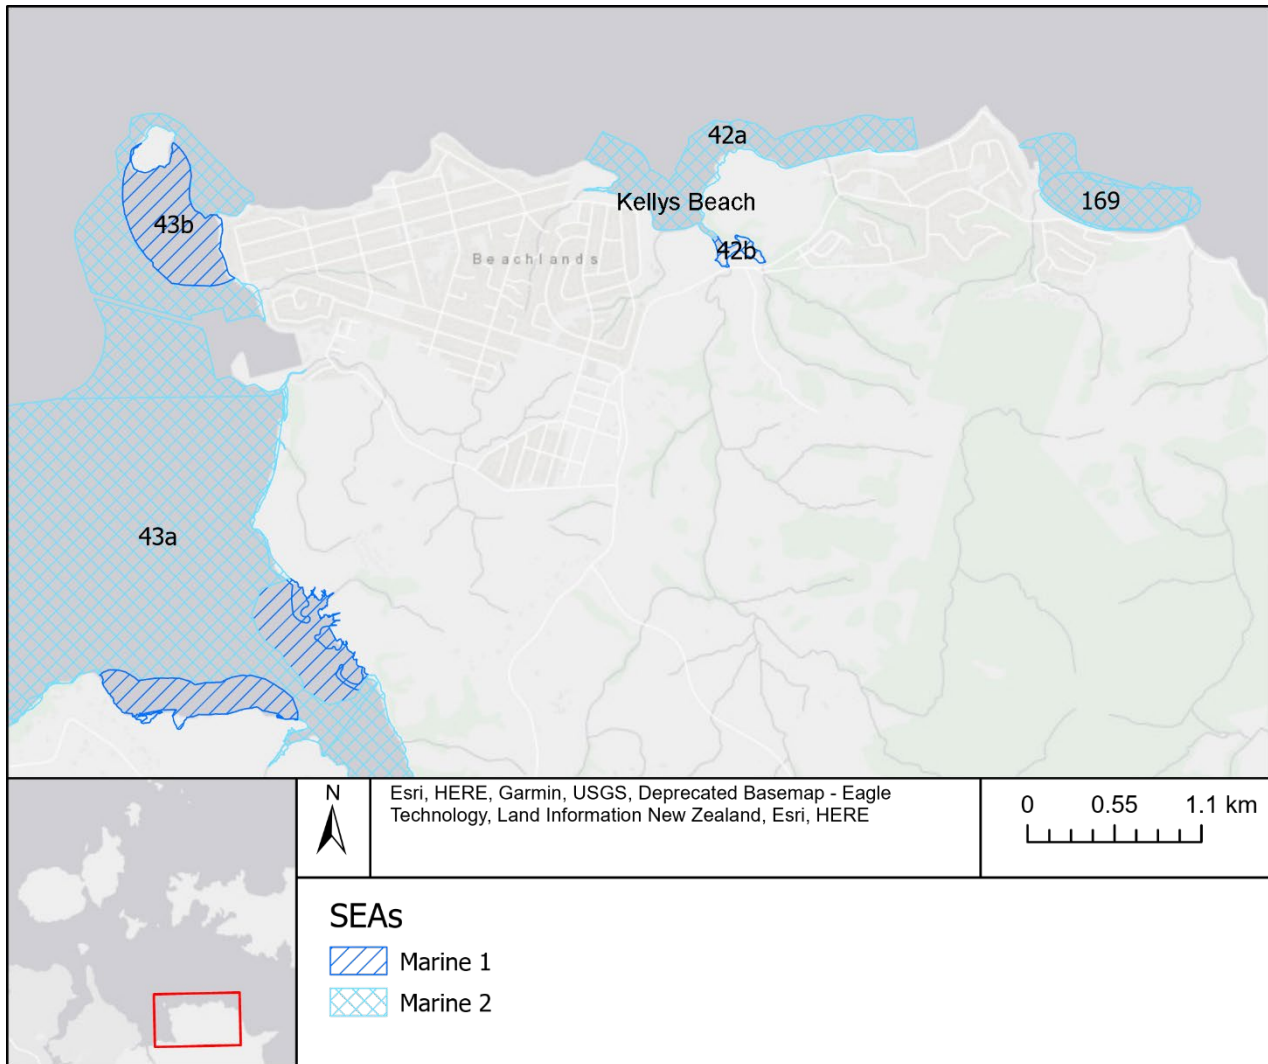 42a
43b
Kellys Beach
169
42b
Beachlands
43a
N
Esri, HERE, Garmin, USGS, Deprecated Basemap - Eagle
Technology, Land Information New Zealand, Esri, HERE
0 0.55 1.1 km
SEAs
Marine 1
Marine 2